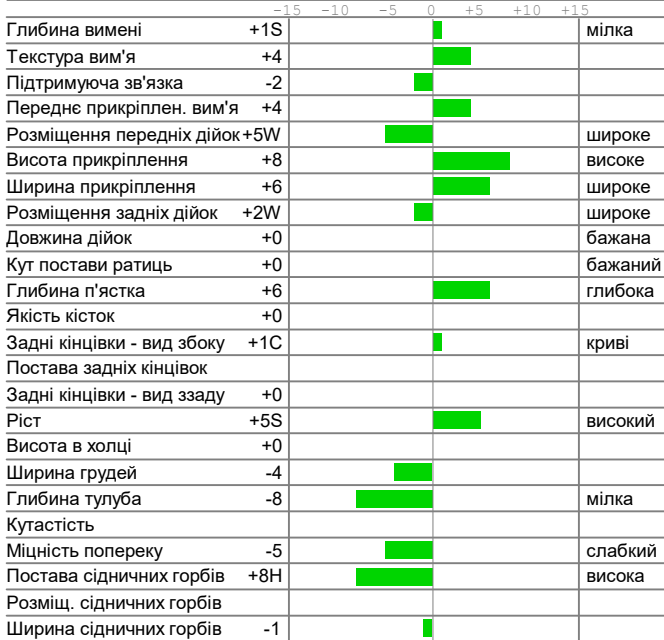 -15 -10 -5 0 +5 +10 +15
Глибина вимені +1S мілка
Текстура вим'я +4
Підтримуюча зв'язка -2
Переднє прикріплен. вим'я +4
Розміщення передніх дійок +5W широке
Висота прикріплення +8 високе
Ширина прикріплення +6 широке
Розміщення задніх дійок +2W широке
Довжина дійок +0 бажана
Кут постави ратиць +0 бажаний
Глибина п'ястка +6 глибока
Якість кісток +0
Задні кінцівки - вид збоку +1C криві
Постава задніх кінцівок
Задні кінцівки - вид ззаду +0
Ріст +5S високий
Висота в холці +0
Ширина грудей -4
Глибина тулуба -8 мілка
Кутастість
Міцність попереку -5 слабкий
Постава сідничних горбів +8H висока
Розміщ. сідничних горбів
Ширина сідничних горбів -1